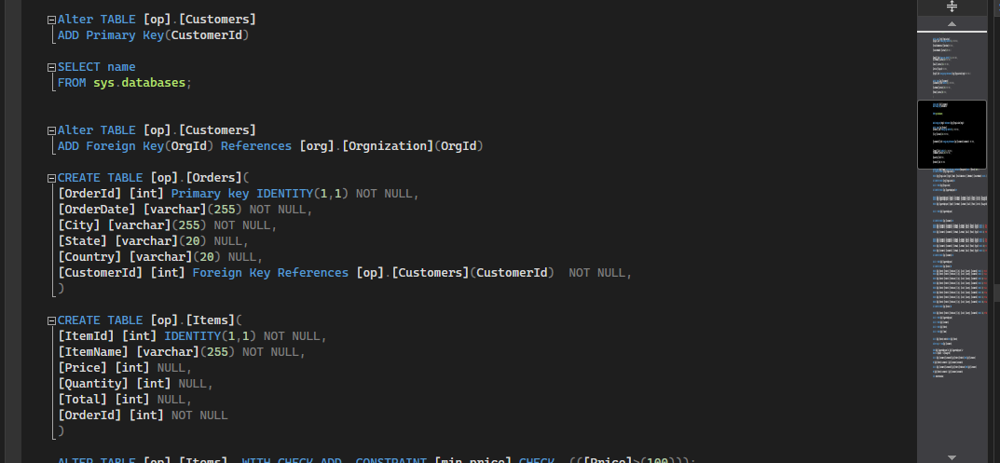 Alter TABLE [op].[Customers]
ADD Primary Key(CustomerId)
SELECT name
FROM sys.databases;
Alter TABLE [op].[Customers]
ADD Foreign Key(OrgId) References [org].[Orgnization](OrgId)
CREATE TABLE [op].[Orders](
[OrderId] [int] Primary key IDENTITY(1,1) NOT NULL,
[OrderDate] [varchar](255) NOT NULL,
[City] [varchar](255) NOT NULL,
[State] [varchar](20) NULL,
[Country] [varchar](20) NULL,
[CustomerId] [int] Foreign Key References [op].[Customers](CustomerId)  NOT NULL,
)
CREATE TABLE [op].[Items](
[ItemId] [int] IDENTITY(1,1) NOT NULL,
[ItemName] [varchar](255) NOT NULL,
[Price] [int] NULL,
[Quantity] [int] NULL,
[Total] [int] NULL,
[OrderId] [int] NOT NULL
)
ALTER TABLE [op].[Items]  WITH CHECK ADD  CONSTRAINT [min_price] CHECK  (([Price]>(100)));